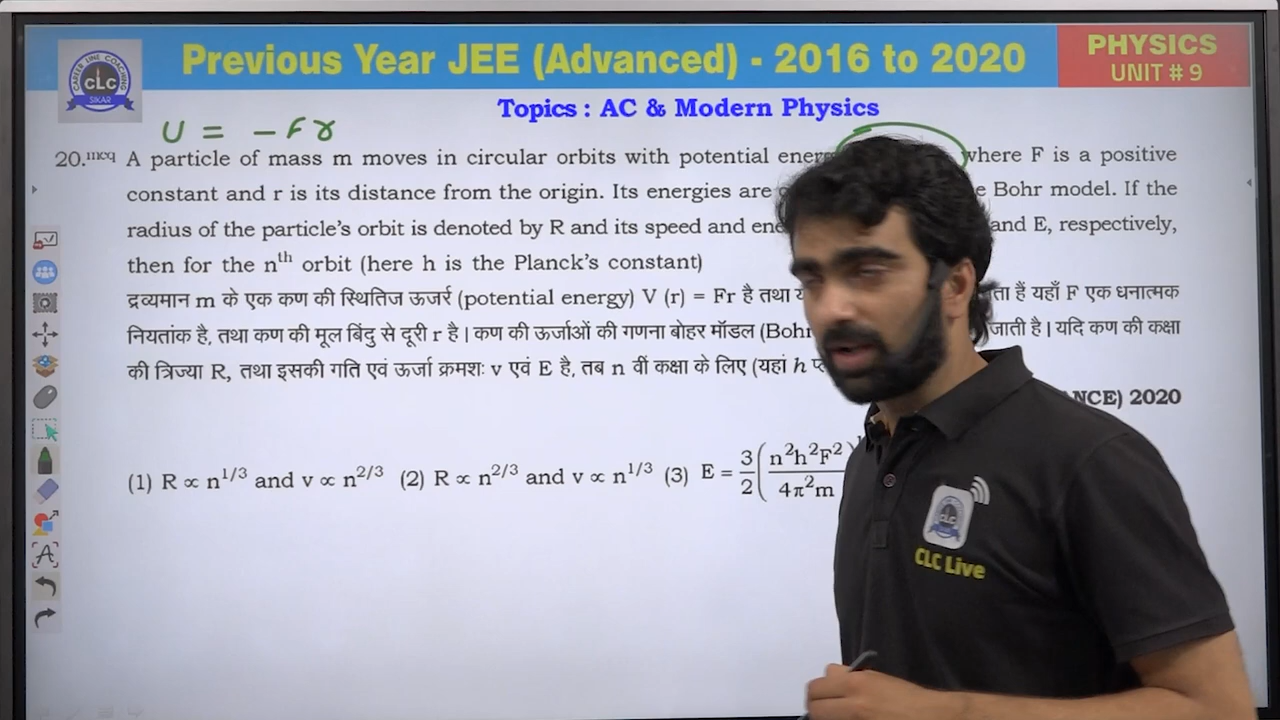 Previous Year JEE (Advanced) - 2016 to 2020
PHYSICS
UNIT # 9
CAREER LINE COACHING
CLC
SIKAR
Topics : AC & Modern Physics
U = - Fr
20.mcq A particle of mass m moves in circular orbits with potential where F is a positive
constant and r is its distance from the origin. Its energies are Bohr model. If the
radius of the particle's orbit is denoted by R and its speed and and E, respectively,
then for the nᵗʰ orbit (here h is the Planck's constant)
द्रव्यमान m के एक कण की स्थितिज ऊजर्र (potential energy) V (r) = Fr है तथा हैं यहाँ F एक धनात्मक
नियतांक है, तथा कण की मूल बिंदु से दूरी r है | कण की ऊर्जाओं की गणना बोहर मॉडल जाती है | यदि कण की कक्षा
की त्रिज्या R, तथा इसकी गति एवं ऊर्जा क्रमशः v एवं E है, तब n वीं कक्षा के लिए (यहां h
2020
(1) R ∝ n^1/3 and v ∝ n^2/3 (2) R ∝ n^2/3 and v ∝ n^1/3 (3) E = 3/2 ( n²h²F² / 4π²m
CLC
CLC Live